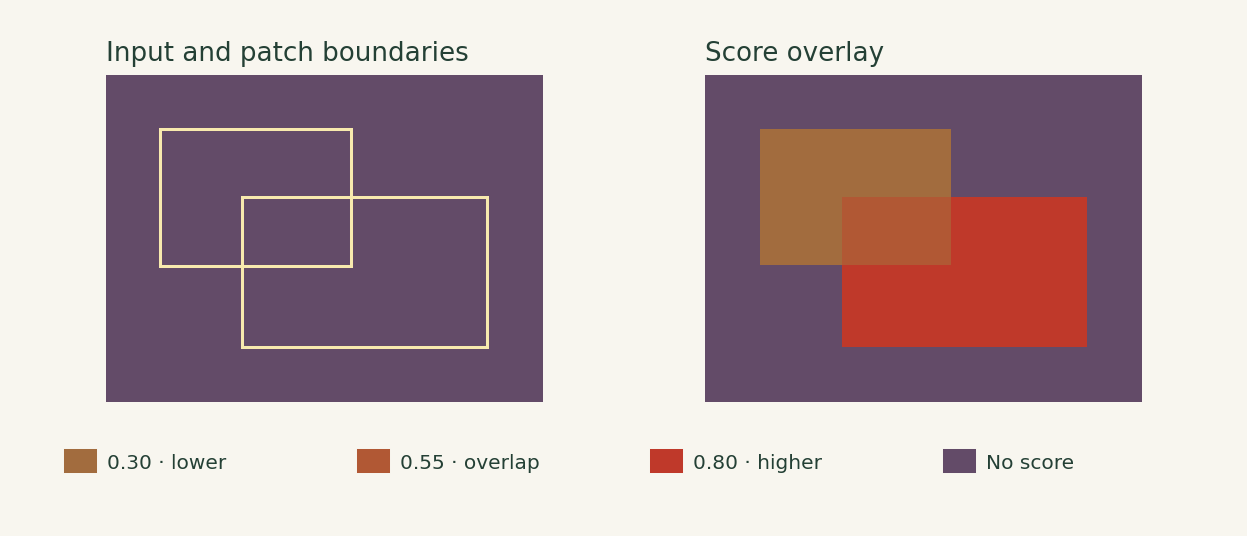 Input and patch boundaries
Score overlay
0.30 · lower
0.55 · overlap
0.80 · higher
No score